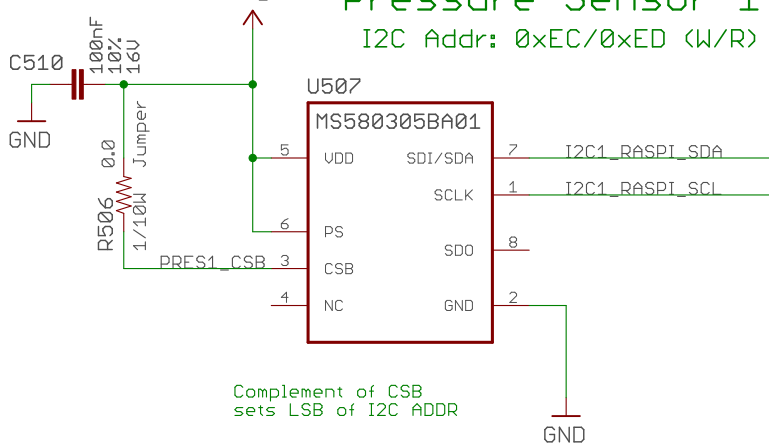 Pressure Sensor 1
I2C Addr: 0xEC/0xED (W/R)
C510
100nF
10%
16V
GND
U507
MS580305BA01
0.0
Jumper
R506
1/10W
5
VDD
SDI/SDA
7
I2C1_RASPI_SDA
SCLK
1
I2C1_RASPI_SCL
6
PS
SDO
8
PRES1_CSB
3
CSB
4
NC
GND
2
Complement of CSB
sets LSB of I2C ADDR
GND